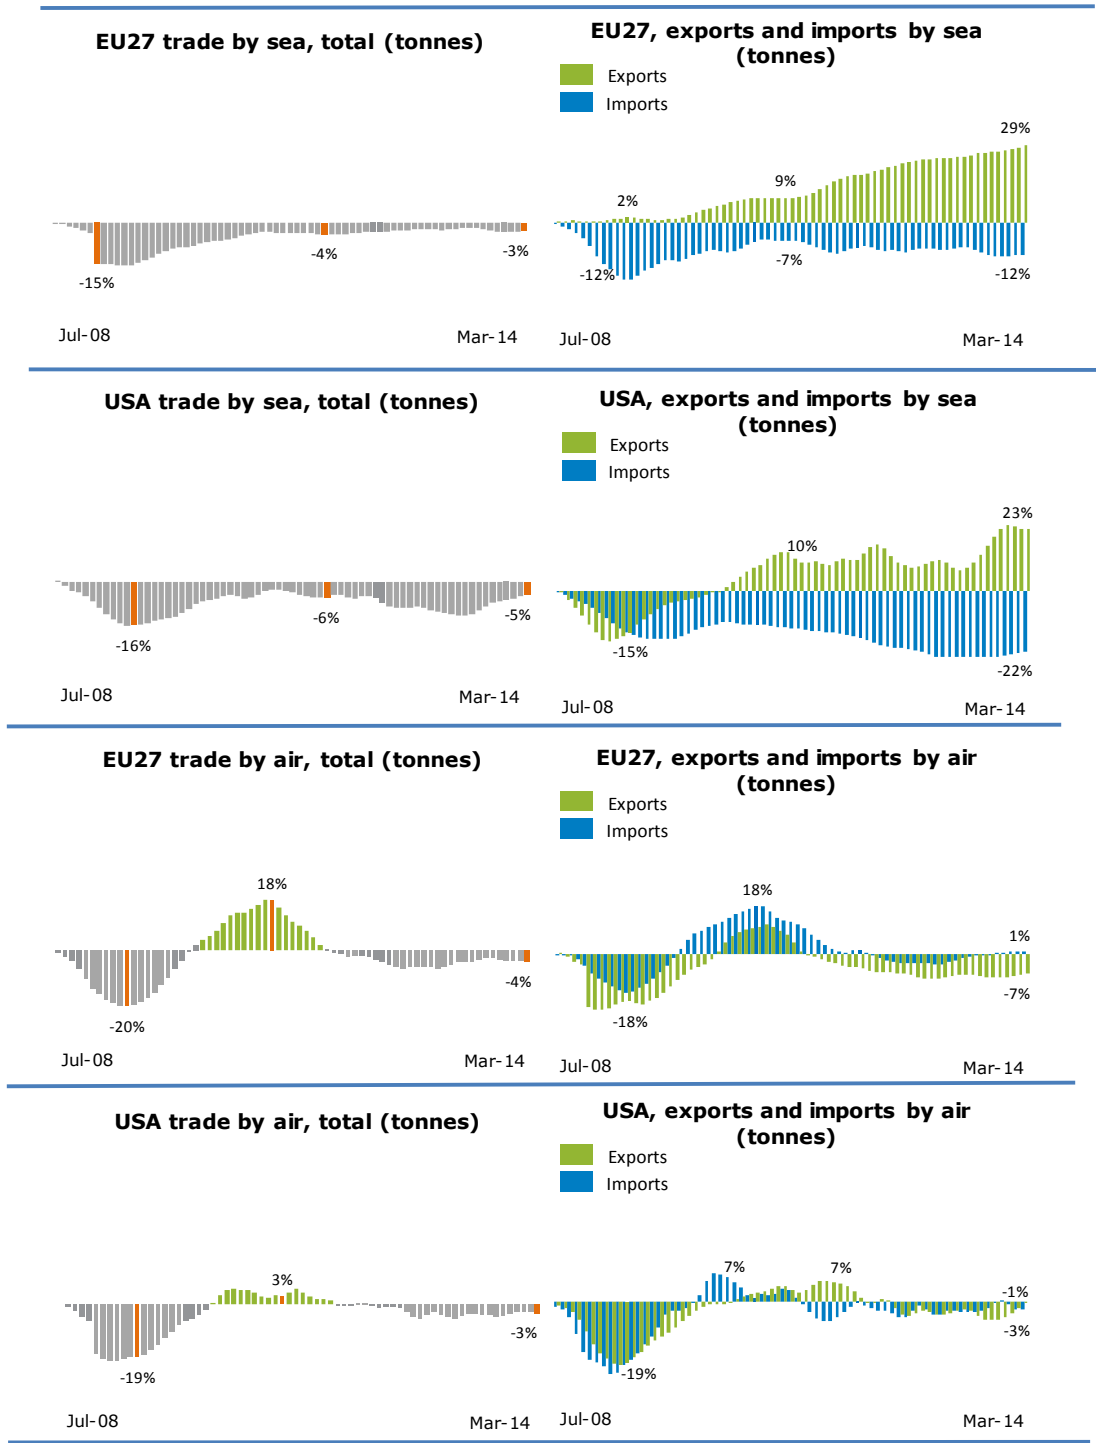 EU27 trade by sea, total (tonnes)
-15%
-4%
-3%
Jul-08
Mar-14
EU27, exports and imports by sea
(tonnes)
Exports
Imports
2%
9%
29%
-12%
-7%
-12%
Jul-08
Mar-14
USA trade by sea, total (tonnes)
-16%
-6%
-5%
Jul-08
Mar-14
USA, exports and imports by sea
(tonnes)
Exports
Imports
10%
23%
-15%
-22%
Jul-08
Mar-14
EU27 trade by air, total (tonnes)
18%
-4%
-20%
Jul-08
Mar-14
EU27, exports and imports by air
(tonnes)
Exports
Imports
18%
1%
-7%
-18%
Jul-08
Mar-14
USA trade by air, total (tonnes)
3%
-3%
-19%
Jul-08
Mar-14
USA, exports and imports by air
(tonnes)
Exports
Imports
7%
7%
-1%
-3%
-19%
Jul-08
Mar-14